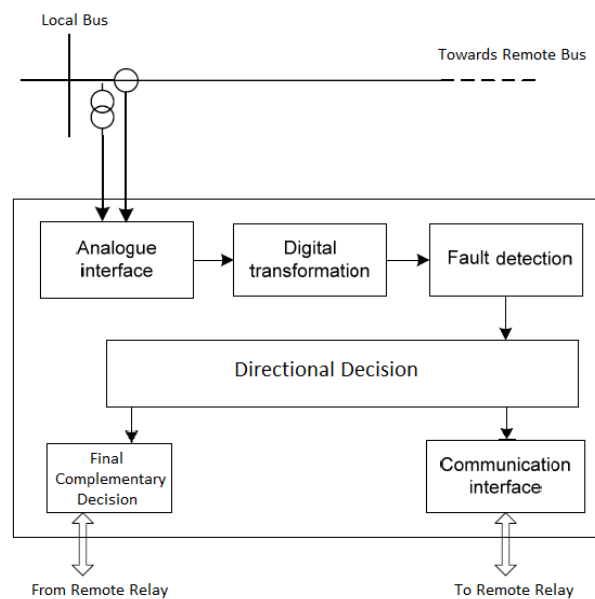 Local Bus
Towards Remote Bus
Analogue
interface
Digital
transformation
Fault detection
Directional Decision
Final
Complementary
Decision
Communication
interface
From Remote Relay
To Remote Relay